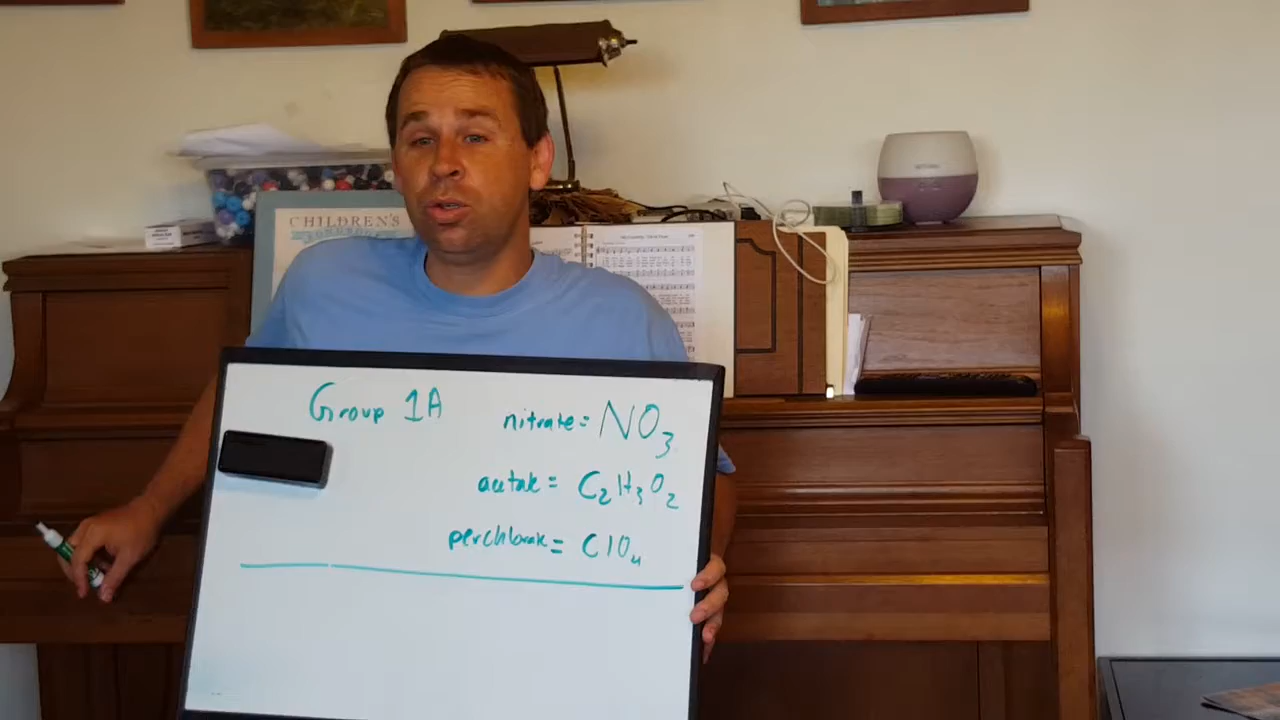 CHILDREN'S
Group 1A
nitrate = NO3
acetate = C2H3O2
perchlorate = ClO4